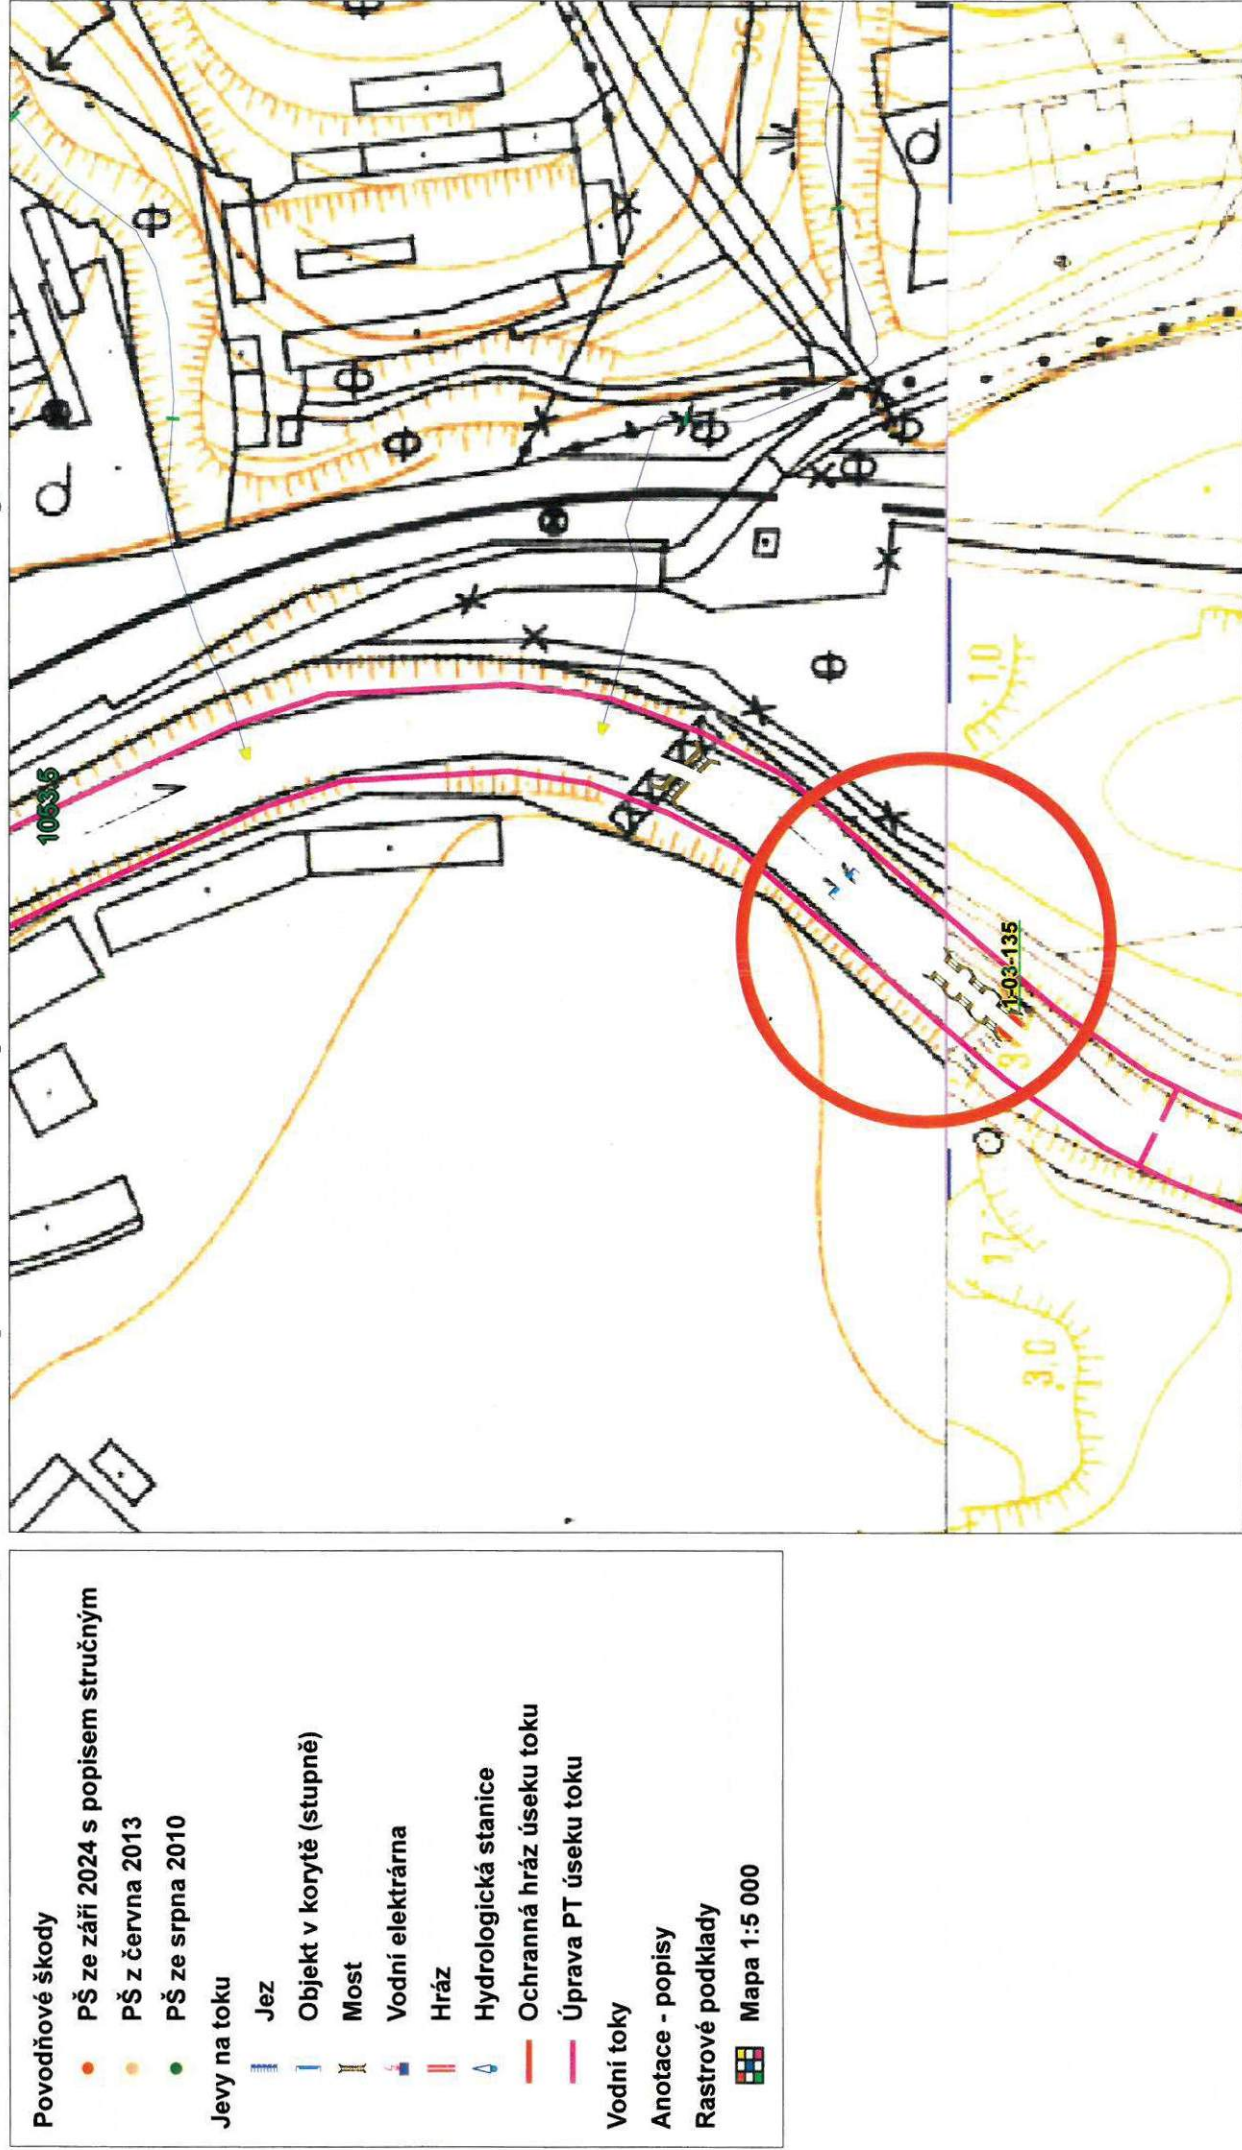 Povodňové škody
PŠ ze září 2024 s popisem stručným
PŠ z června 2013
PŠ ze srpna 2010
Jevy na toku
Jez
Objekt v korytě (stupně)
Most
Vodní elektrárna
Hráz
Hydrologická stanice
Ochranná hráz úseku toku
Úprava PT úseku toku
Vodní toky
Anotace - popisy
Rastrové podklady
Mapa 1:5 000
1053.5
1-03-135
1,0
17
3,0